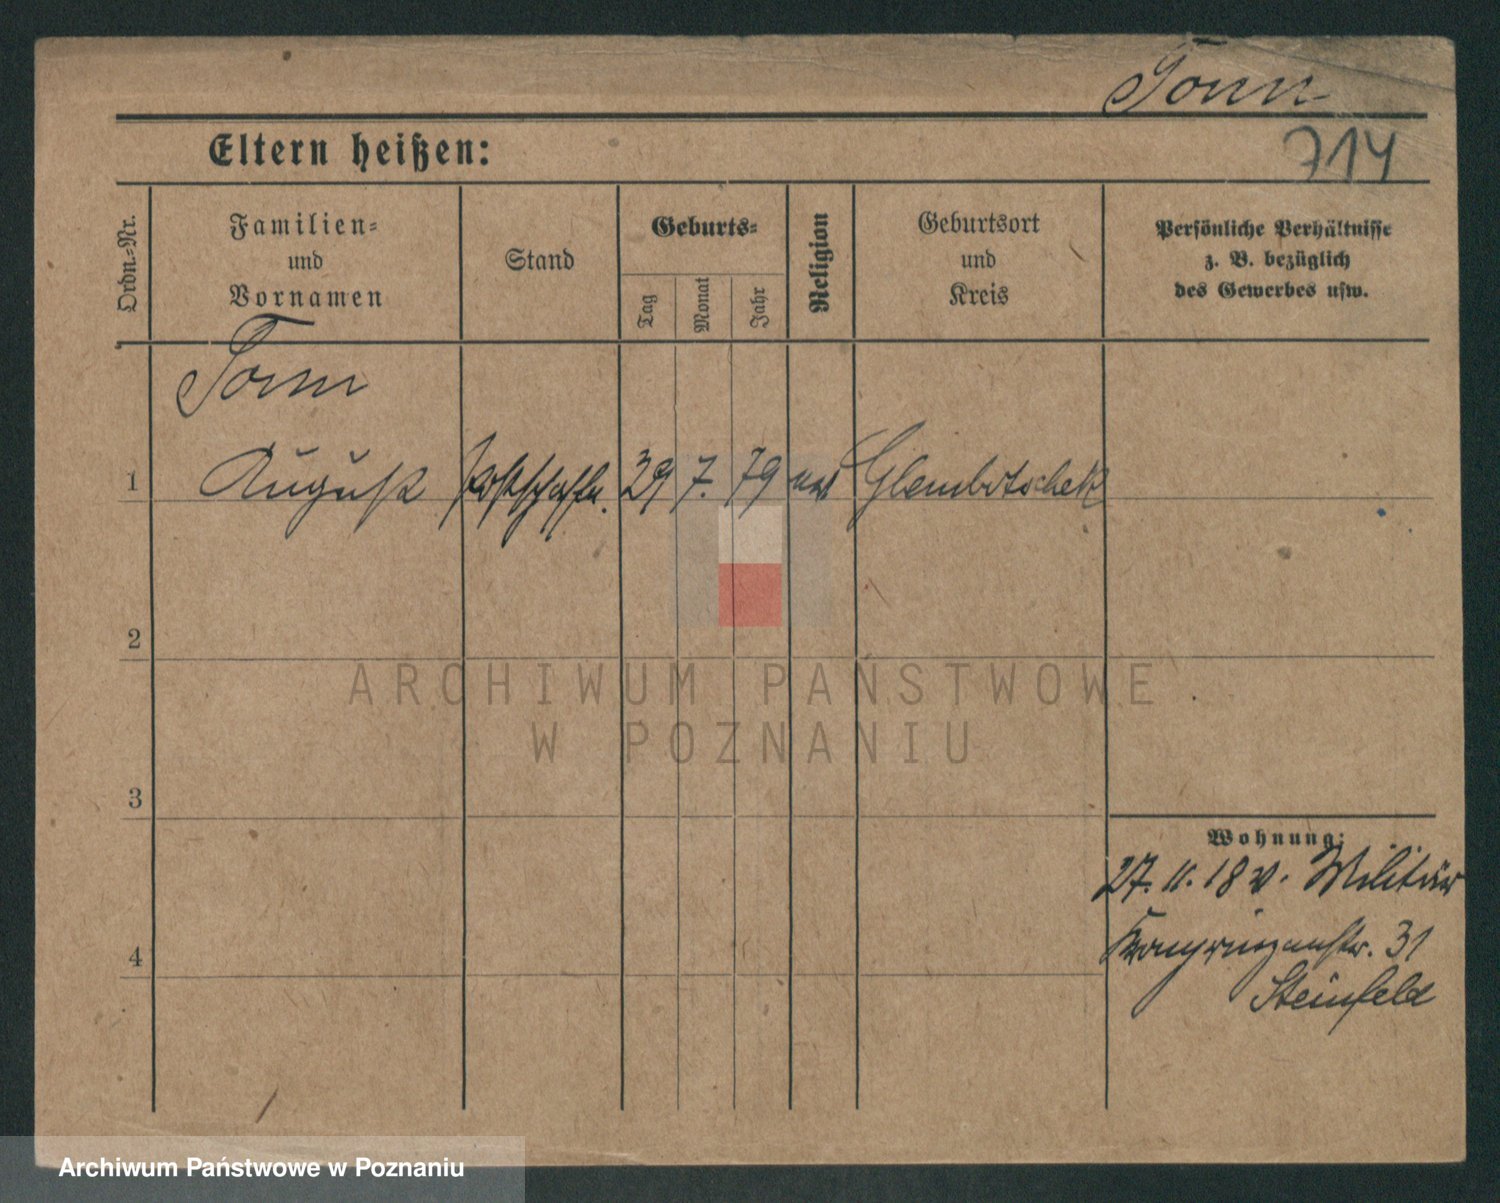 Tonn
714
Eltern heißen:
Ordn.-Nr.
Familien-
und
Vornamen
Stand
Geburts-
Tag
Monat
Jahr
Religion
Geburtsort
und
Kreis
Persönliche Verhältnisse
z. B. bezüglich
des Gewerbes usw.
Tonn
1 August 29 7. 79 Glembotschek
2
ARCHIWUM PAŃSTWOWE
W POZNANIU
3
Wohnung:
27. 11. 18 v. Militär
Kronprinzenstr. 31
4
Steinfeld
Archiwum Państwowe w Poznaniu